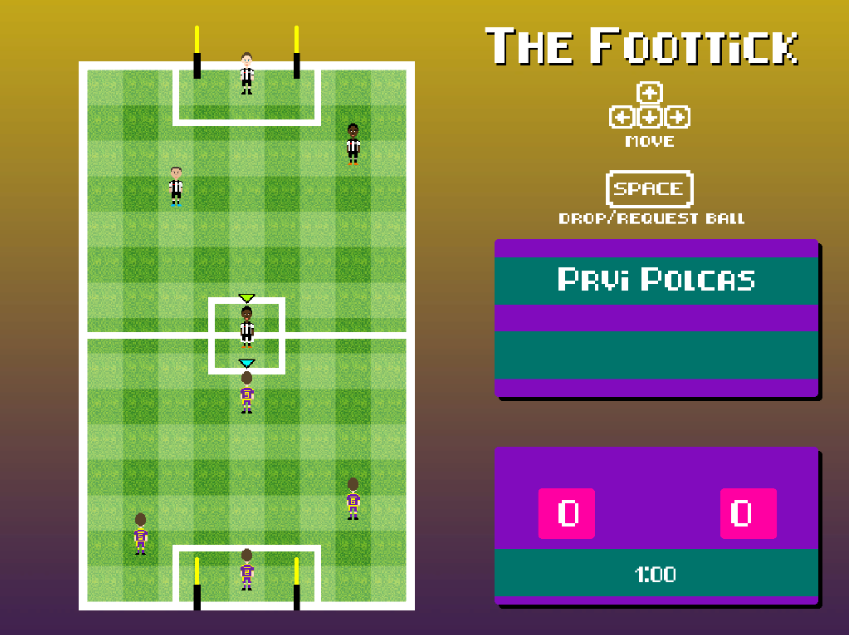 THE FOOTTiCK
MOVE
SPACE
DROP/REQUEST BALL
PRVi POLCAS
0 0
1:00